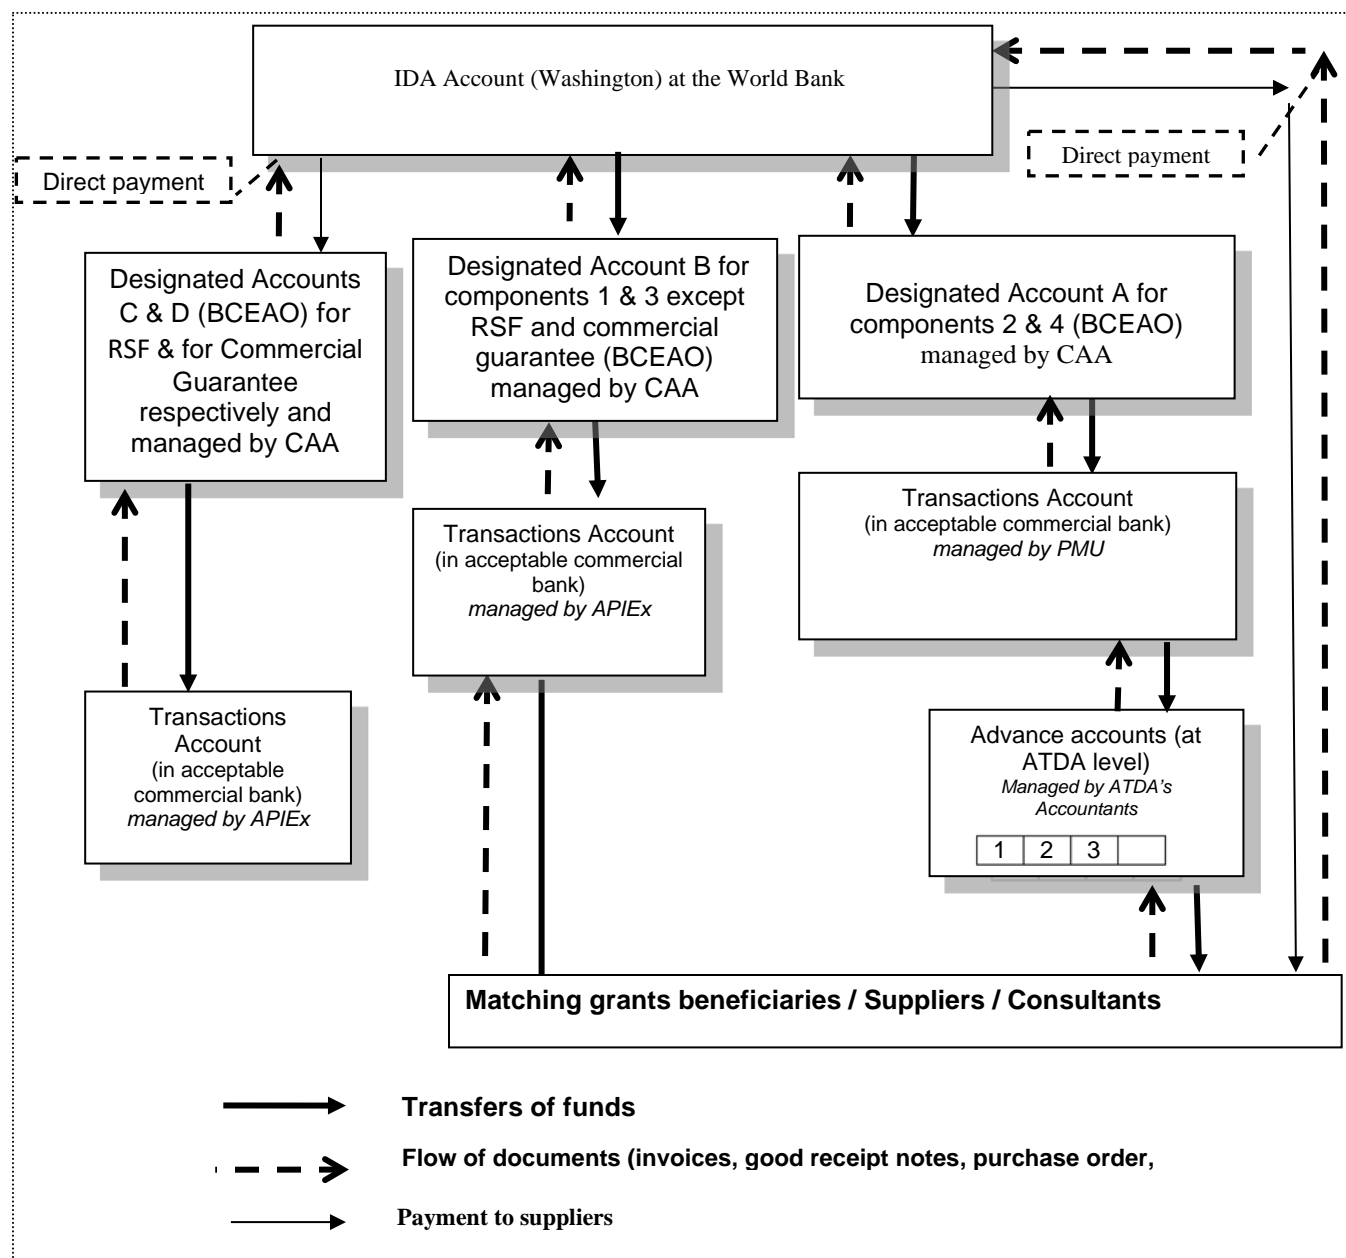 IDA Account (Washington) at the World Bank
Direct payment
Direct payment
Designated Accounts
C & D (BCEAO) for
RSF & for Commercial
Guarantee
respectively and
managed by CAA
Designated Account B for
components 1 & 3 except
RSF and commercial
guarantee (BCEAO)
managed by CAA
Designated Account A for
components 2 & 4 (BCEAO)
managed by CAA
Transactions Account
(in acceptable commercial
bank)
managed by APIEx
Transactions Account
(in acceptable commercial bank)
managed by PMU
Transactions
Account
(in acceptable
commercial bank)
managed by APIEx
Advance accounts (at
ATDA level)
Managed by ATDA's
Accountants
1 2 3
Matching grants beneficiaries / Suppliers / Consultants
Transfers of funds
Flow of documents (invoices, good receipt notes, purchase order,
Payment to suppliers